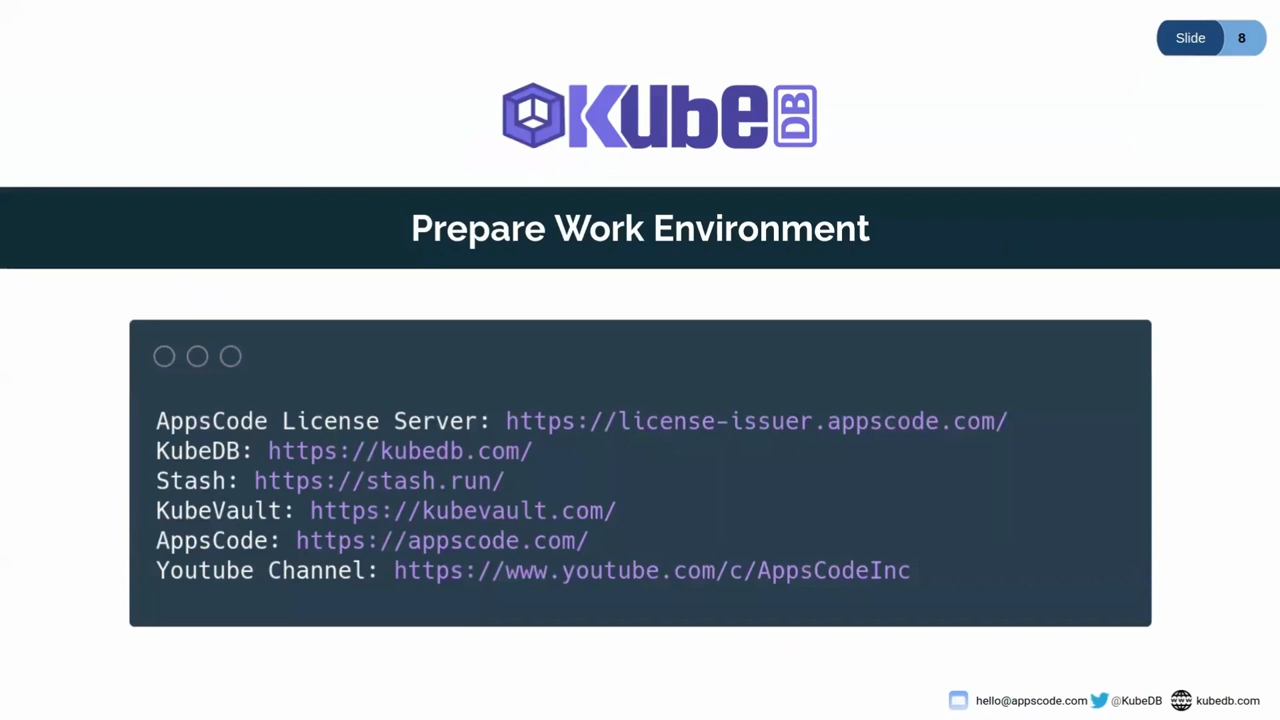 Slide 8
KubeDB
Prepare Work Environment
AppsCode License Server: https://license-issuer.appscode.com/
KubeDB: https://kubedb.com/
Stash: https://stash.run/
KubeVault: https://kubevault.com/
AppsCode: https://appscode.com/
Youtube Channel: https://www.youtube.com/c/AppsCodeInc
hello@appscode.com @KubeDB kubedb.com